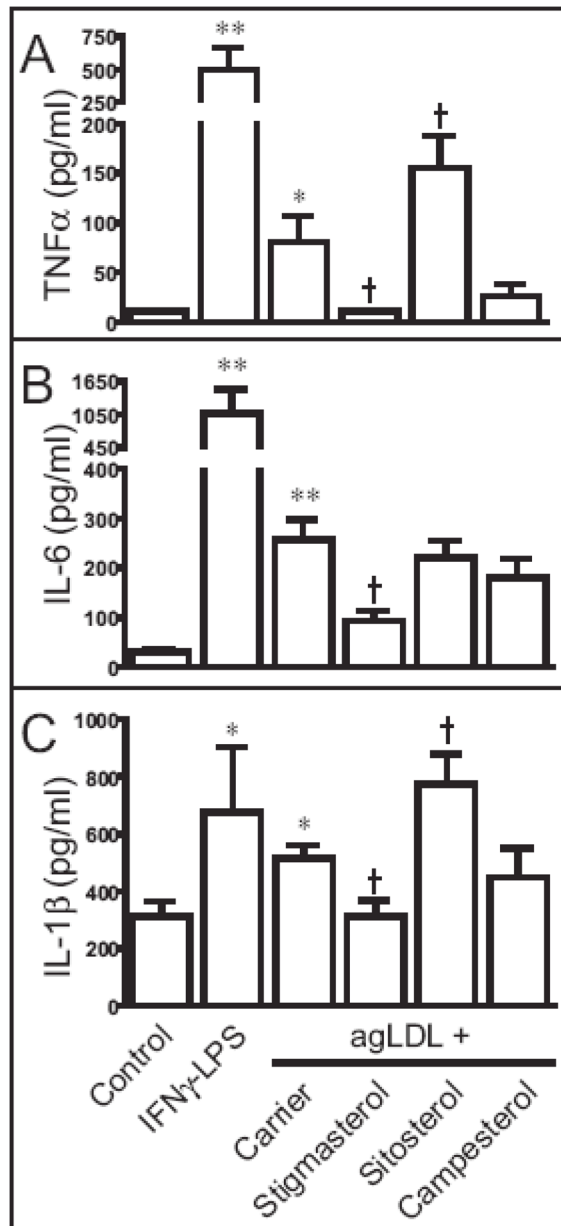 A
TNFα (pg/ml)
750
500
250
200
150
100
50
0
**
*
†
†
B
IL-6 (pg/ml)
1650
1050
450
400
300
200
100
0
**
**
†
C
IL-1β (pg/ml)
1000
800
600
400
200
0
*
*
†
†
Control
IFNγ-LPS
agLDL +
Carrier
Stigmasterol
Sitosterol
Campesterol